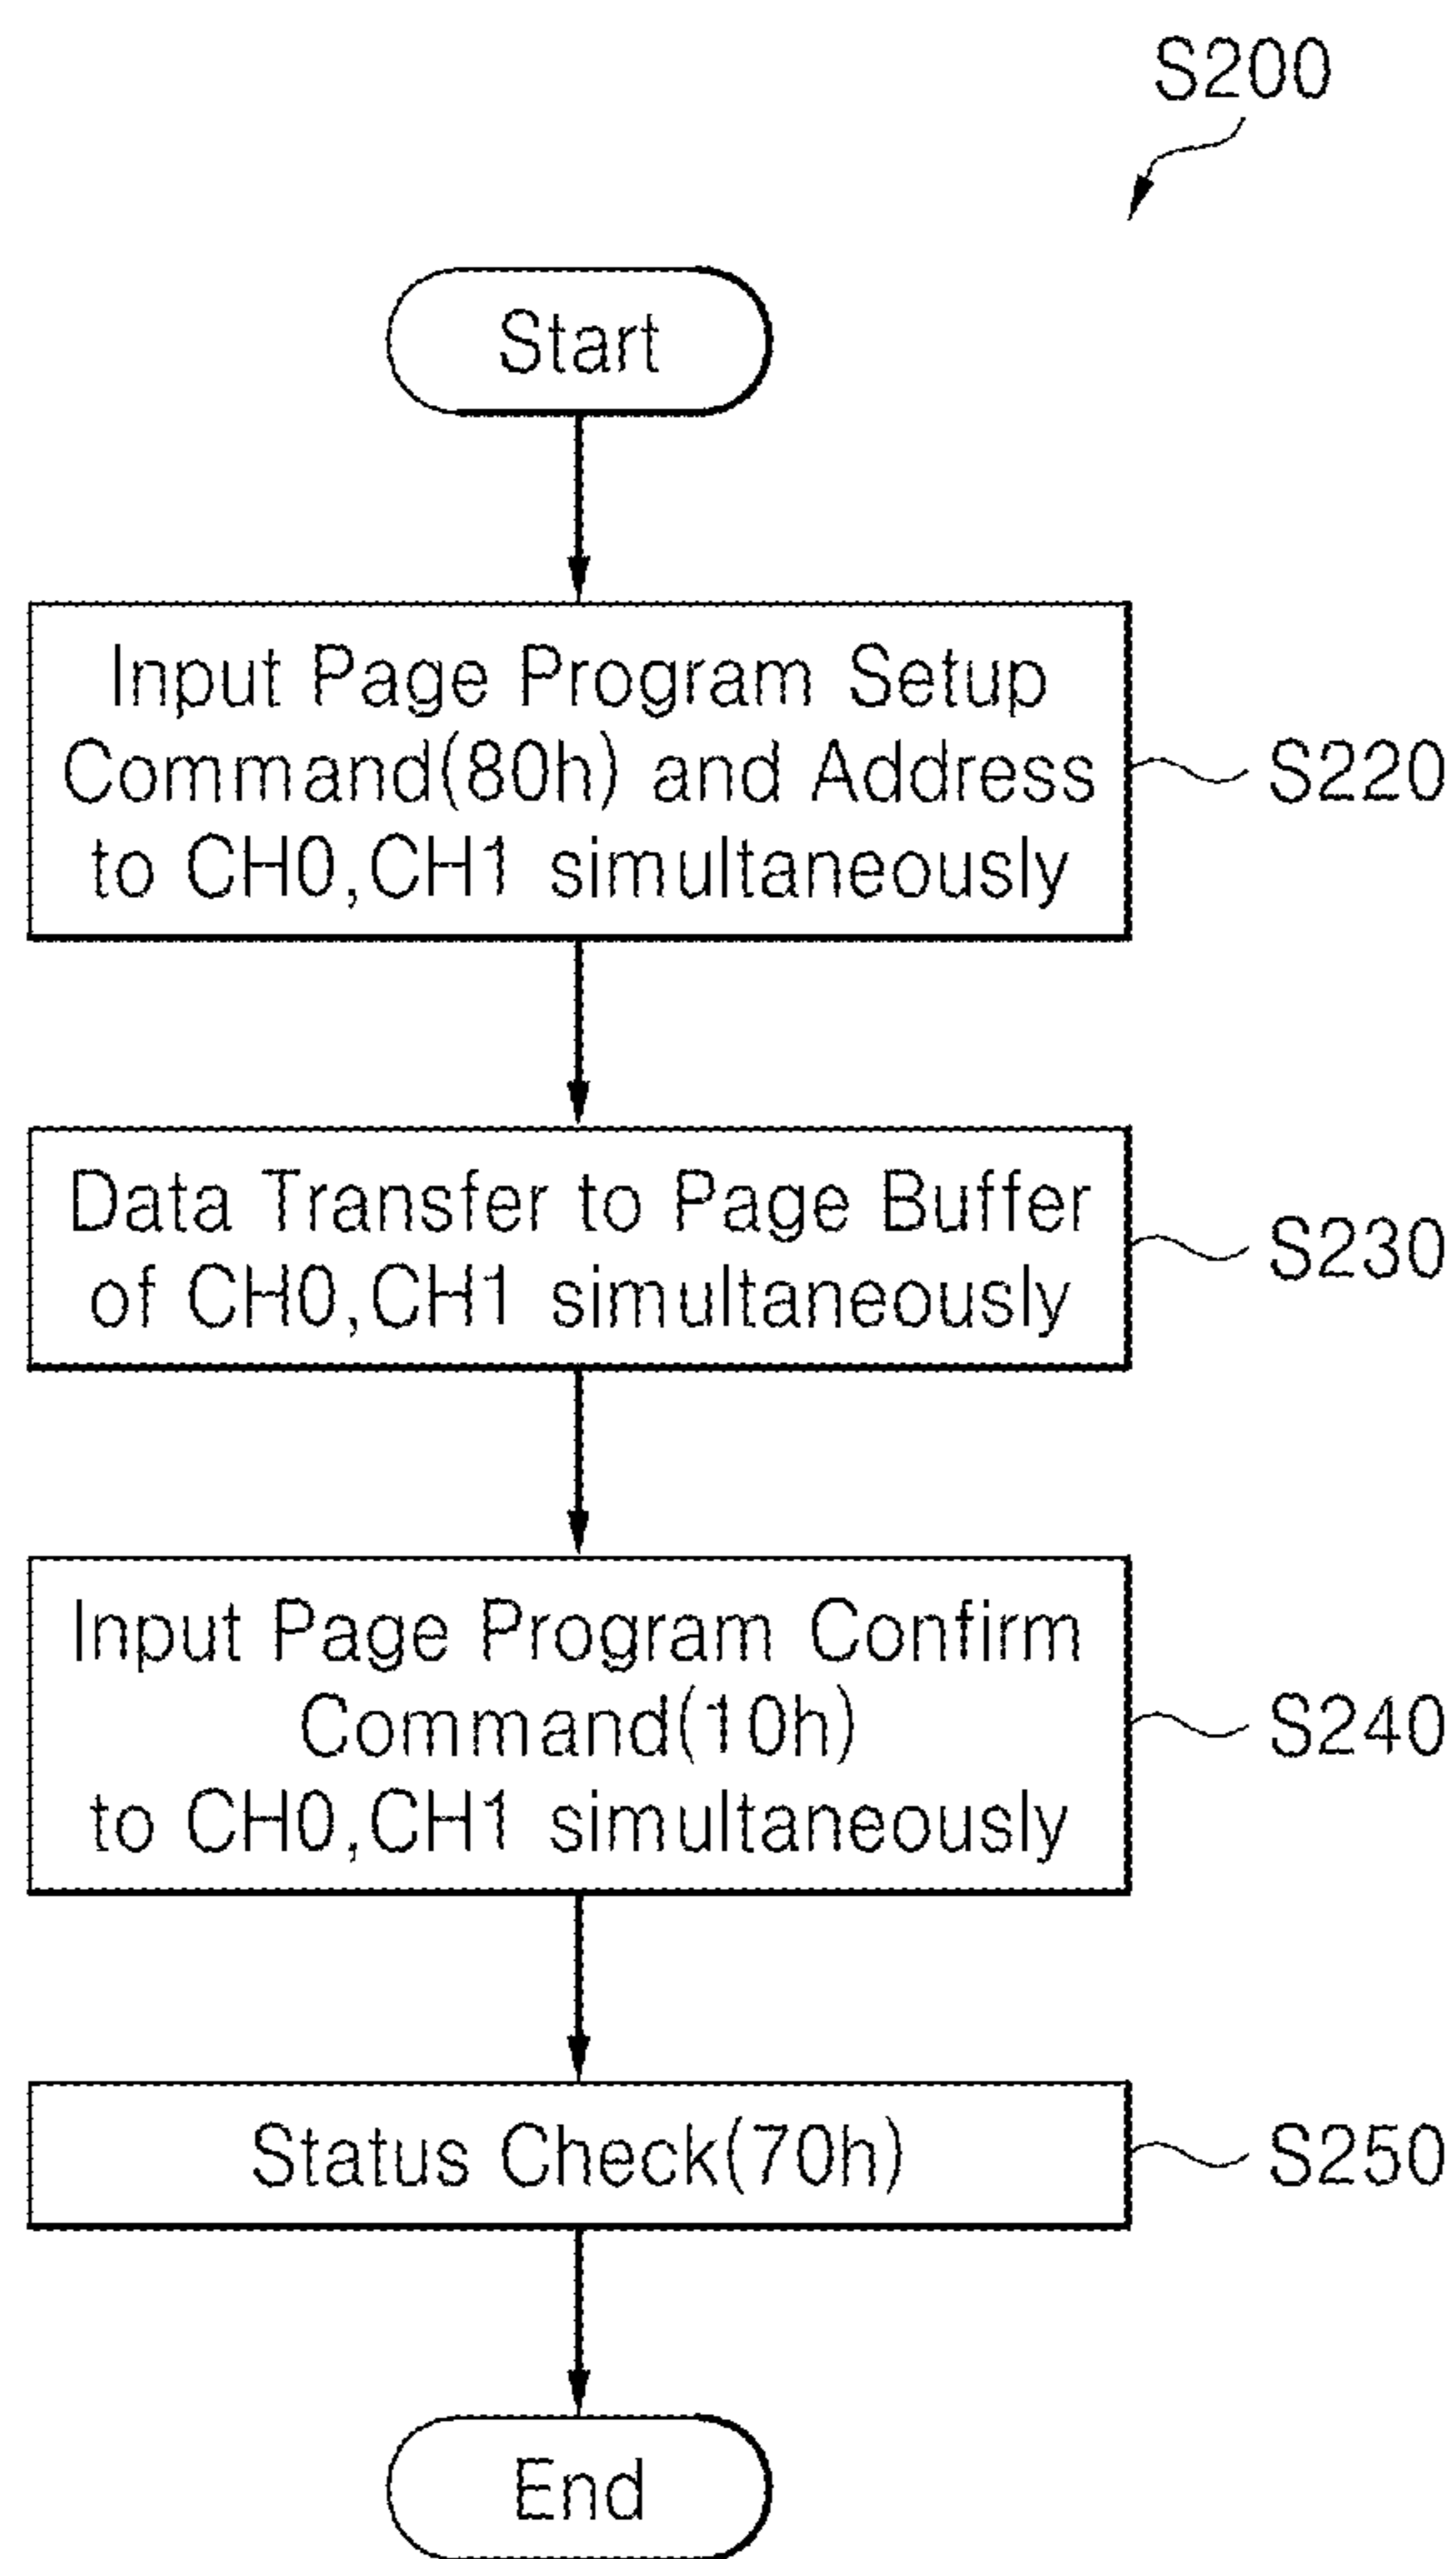 S200
Start
Input Page Program Setup
Command(80h) and Address
to CH0,CH1 simultaneously
S220
Data Transfer to Page Buffer
of CH0,CH1 simultaneously
S230
Input Page Program Confirm
Command(10h)
to CH0,CH1 simultaneously
S240
Status Check(70h)
S250
End